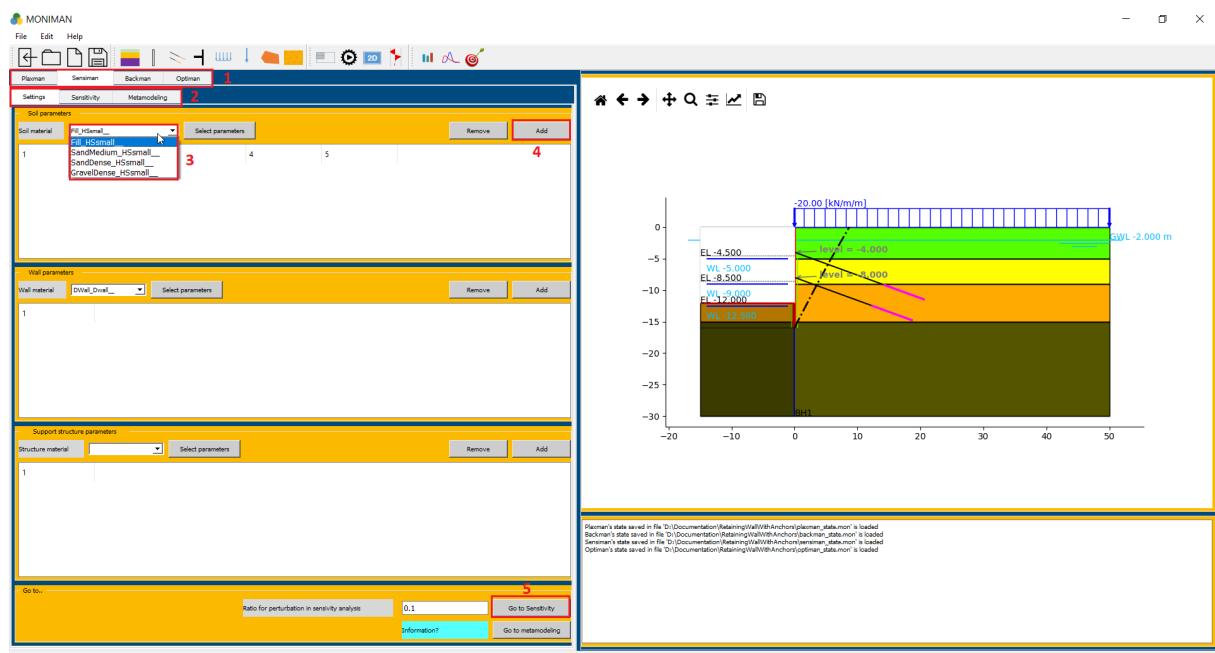 MONIMAN
File Edit Help
2D
Plaxman Sensiman Backman Optiman 1
Settings Sensitivity Metamodeling 2
Soil parameters
Soil material Fill_HSsmall__ Select parameters Remove Add
Fill_HSsmall__
SandMedium_HSsmall__
SandDense_HSsmall__
GravelDense_HSsmall__
3
4
1 4 5
Wall parameters
Wall material DWall_Dwall__ Select parameters Remove Add
1
Support structure parameters
Structure material Select parameters Remove Add
1
Go to..
5
Ratio for perturbation in sensivity analysis 0.1 Go to Sensitivity
Information? Go to metamodeling
-20.00 [kN/m/m]
GWL -2.000 m
level = -4.000
EL -4.500
WL -5.000
level = -8.000
EL -8.500
WL -9.000
EL -12.000
WL -12.500
BH1
0
−5
−10
−15
−20
−25
−30
−20 −10 0 10 20 30 40 50
Plaxman's state saved in file 'D:\Documentation\RetainingWallWithAnchors\plaxman_state.mon' is loaded
Backman's state saved in file 'D:\Documentation\RetainingWallWithAnchors\backman_state.mon' is loaded
Sensiman's state saved in file 'D:\Documentation\RetainingWallWithAnchors\sensiman_state.mon' is loaded
Optiman's state saved in file 'D:\Documentation\RetainingWallWithAnchors\optiman_state.mon' is loaded